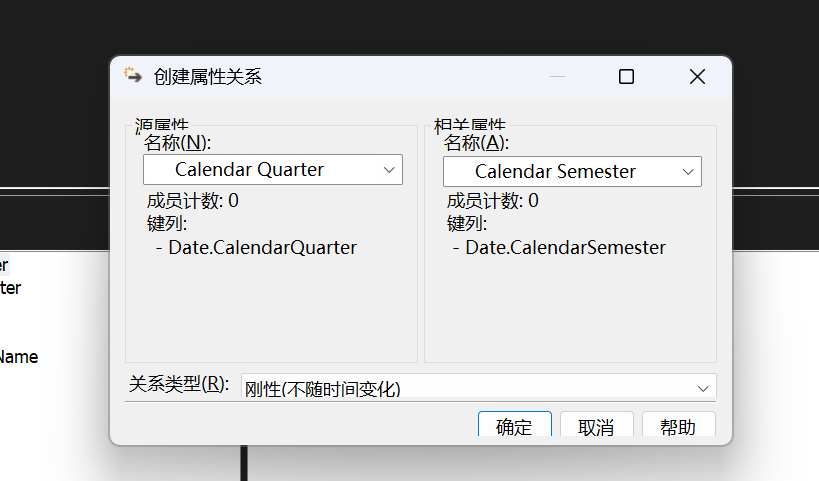 创建属性关系
源属性
名称(N):
Calendar Quarter
成员计数: 0
键列:
- Date.CalendarQuarter
相关属性
名称(A):
Calendar Semester
成员计数: 0
键列:
- Date.CalendarSemester
关系类型(R):
刚性(不随时间变化)
确定
取消
帮助
er
ter
Name